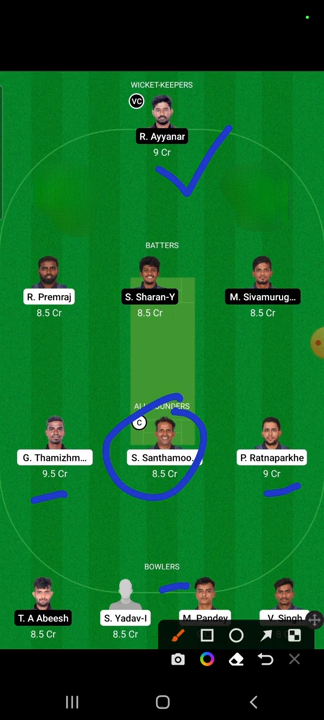 WICKET-KEEPERS
VC
R. Ayyanar
9 Cr
BATTERS
R. Premraj S. Sharan-Y M. Sivamurug...
8.5 Cr 8.5 Cr 8.5 Cr
C
G. Thamizhm... S. Santhamoo... P. Ratnaparkhe
9.5 Cr 8.5 Cr 9 Cr
BOWLERS
T. A Abeesh S. Yadav-I M. Pandey V. Singh
8.5 Cr 8.5 Cr